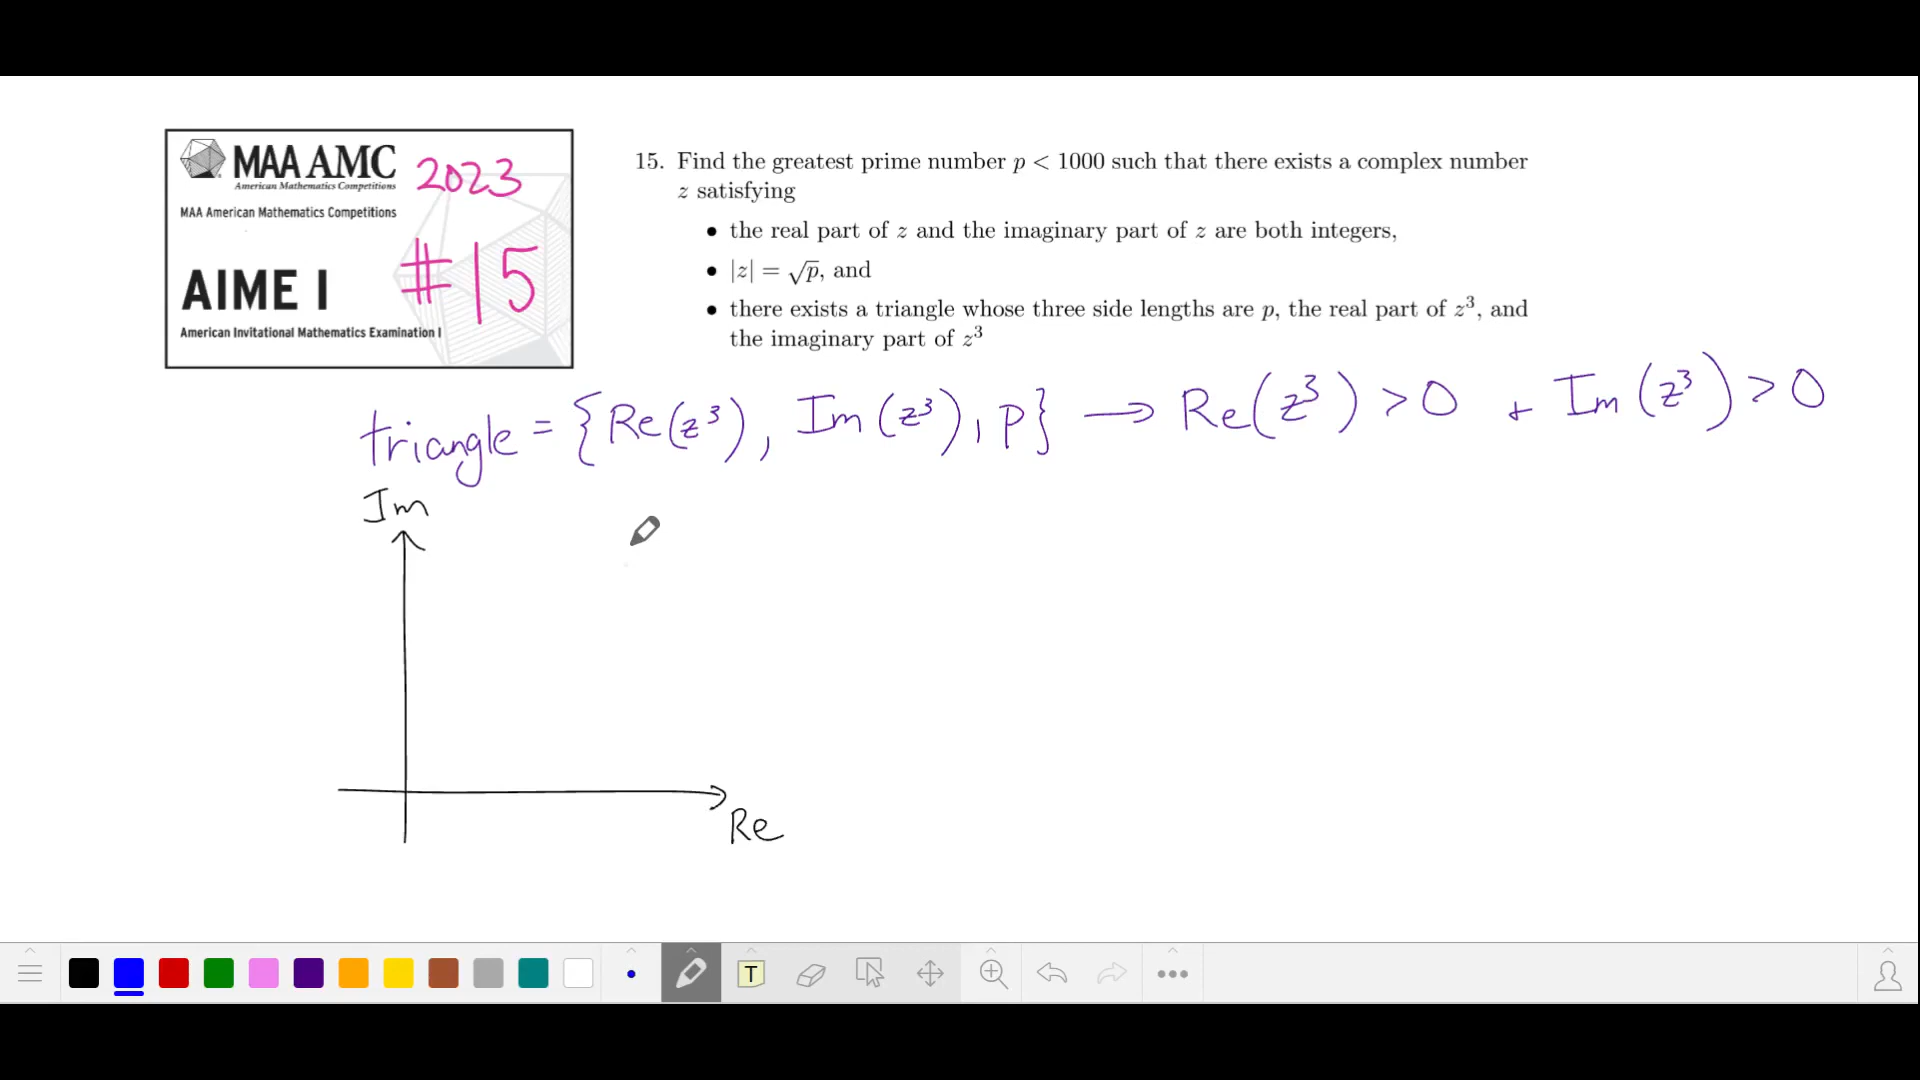 MAA AMC
American Mathematics Competitions
2023
MAA American Mathematics Competitions
AIME I
#15
American Invitational Mathematics Examination I
15. Find the greatest prime number p < 1000 such that there exists a complex number
z satisfying
• the real part of z and the imaginary part of z are both integers,
• |z| = √p, and
• there exists a triangle whose three side lengths are p, the real part of z³, and
the imaginary part of z³
triangle = {Re(z³), Im(z³), p} → Re(z³) > 0 + Im(z³) > 0
Im
Re
T